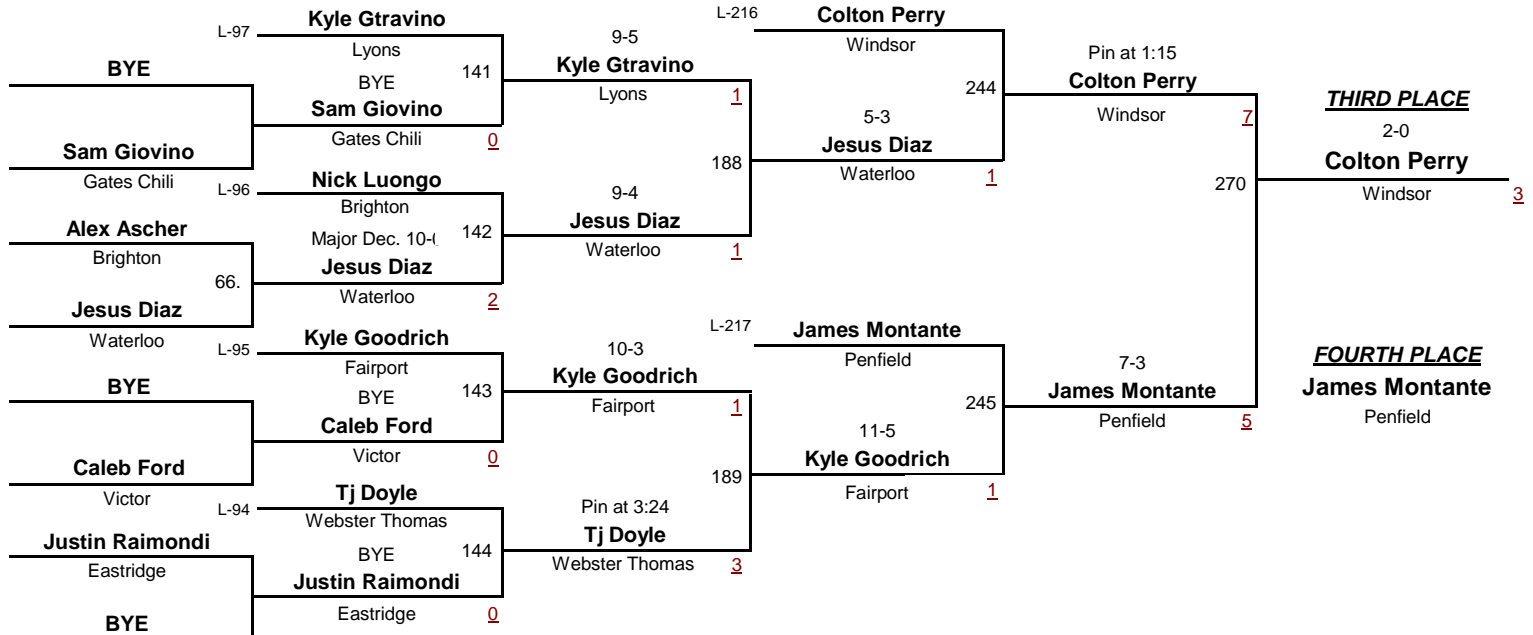 BYE
Sam Giovino
Gates Chili
Alex Ascher
Brighton
66.
Jesus Diaz
Waterloo
BYE
Caleb Ford
Victor
Justin Raimondi
Eastridge
BYE
L-97
Kyle Gtravino
Lyons
BYE
141
Sam Giovino
Gates Chili
0
L-96
Nick Luongo
Brighton
Major Dec. 10-(
142
Jesus Diaz
Waterloo
2
L-95
Kyle Goodrich
Fairport
BYE
143
Caleb Ford
Victor
0
L-94
Tj Doyle
Webster Thomas
BYE
144
Justin Raimondi
Eastridge
0
9-5
Kyle Gtravino
Lyons
1
188
9-4
Jesus Diaz
Waterloo
1
10-3
Kyle Goodrich
Fairport
1
189
Pin at 3:24
Tj Doyle
Webster Thomas
3
L-216
Colton Perry
Windsor
244
5-3
Jesus Diaz
Waterloo
1
L-217
James Montante
Penfield
245
11-5
Kyle Goodrich
Fairport
1
Pin at 1:15
Colton Perry
Windsor
7
270
7-3
James Montante
Penfield
5
THIRD PLACE
2-0
Colton Perry
Windsor
3
FOURTH PLACE
James Montante
Penfield